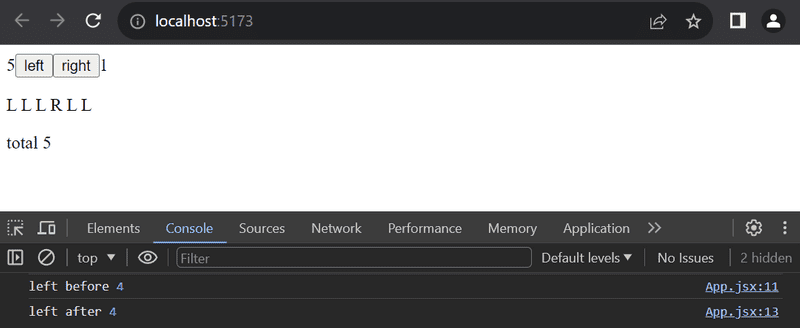 localhost:5173
5 left right 1
L L L R L L
total 5
Elements Console Sources Network Performance Memory Application
top Filter Default levels No Issues 2 hidden
left before 4 App.jsx:11
left after 4 App.jsx:13